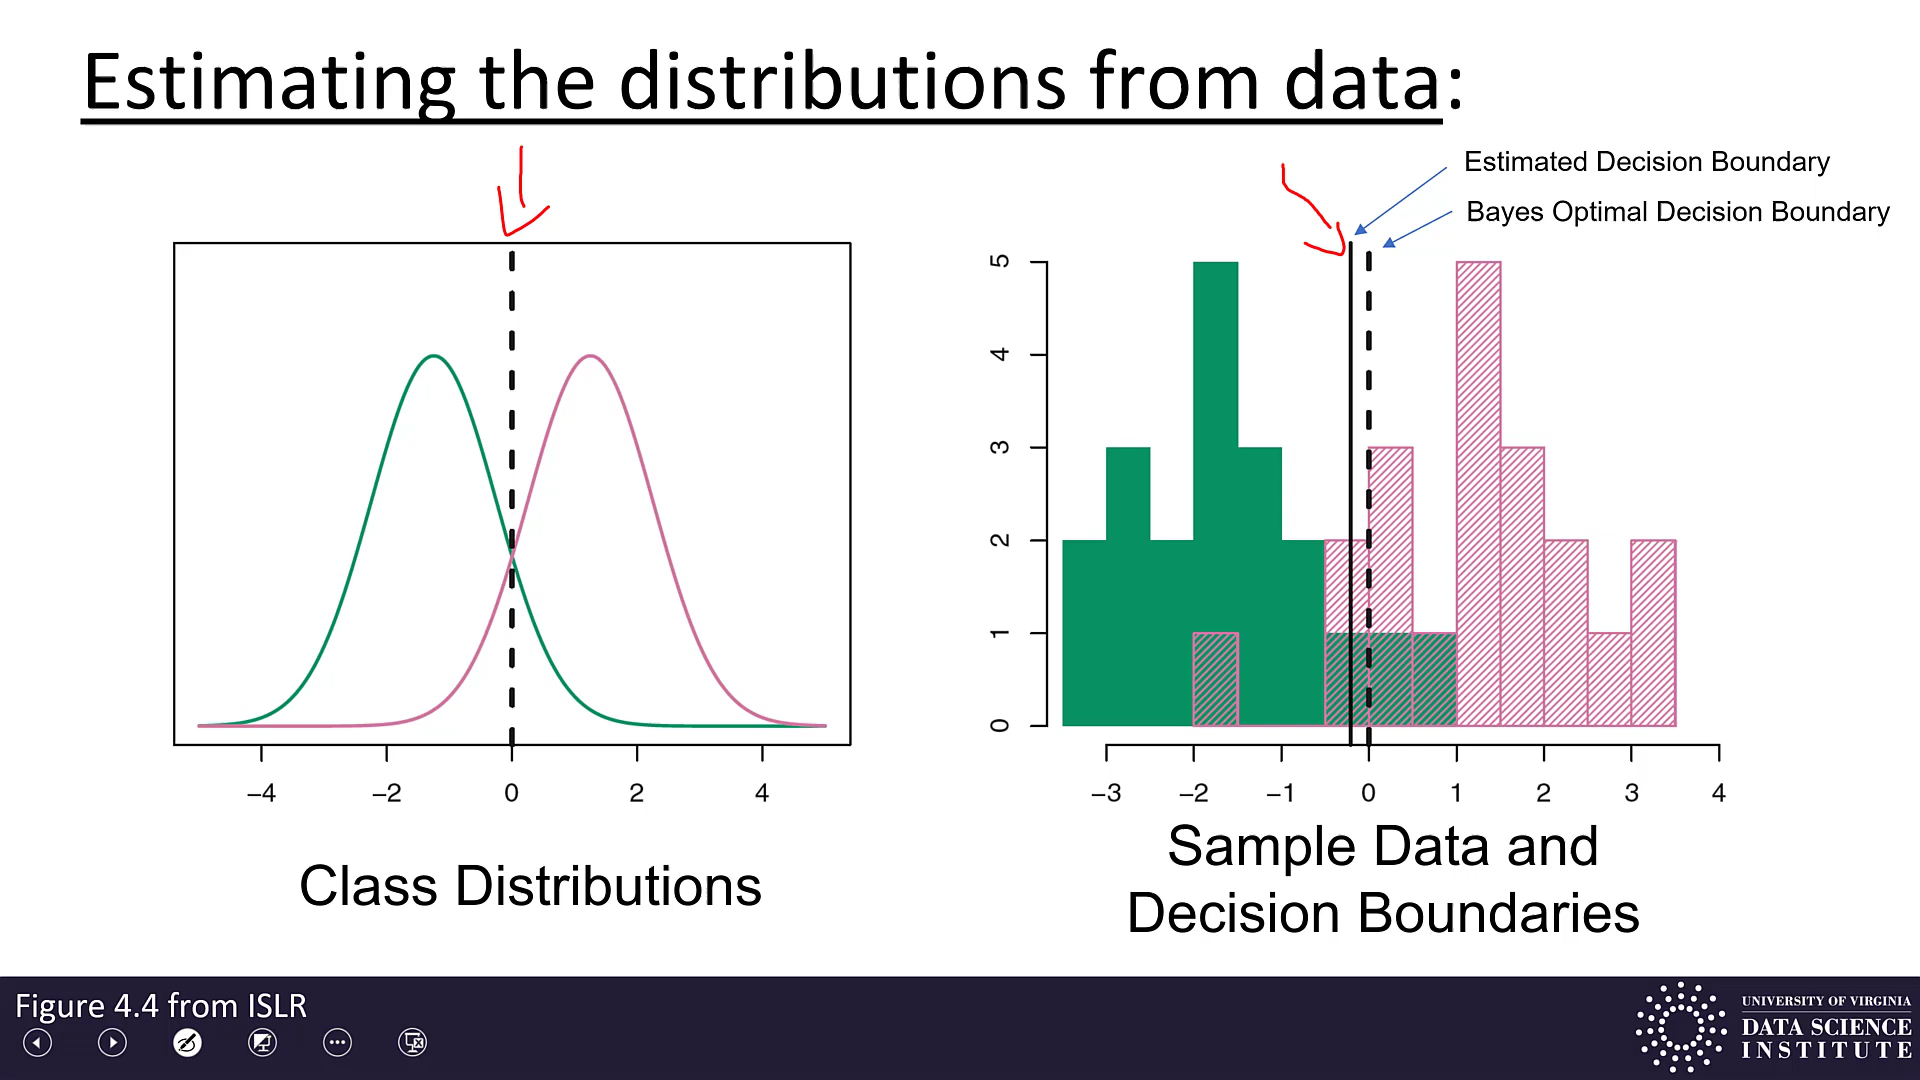 Estimating the distributions from data:
Estimated Decision Boundary
Bayes Optimal Decision Boundary
−4 −2 0 2 4
Class Distributions
5
4
3
2
1
0
−3 −2 −1 0 1 2 3 4
Sample Data and
Decision Boundaries
Figure 4.4 from ISLR
UNIVERSITY OF VIRGINIA
DATA SCIENCE
INSTITUTE